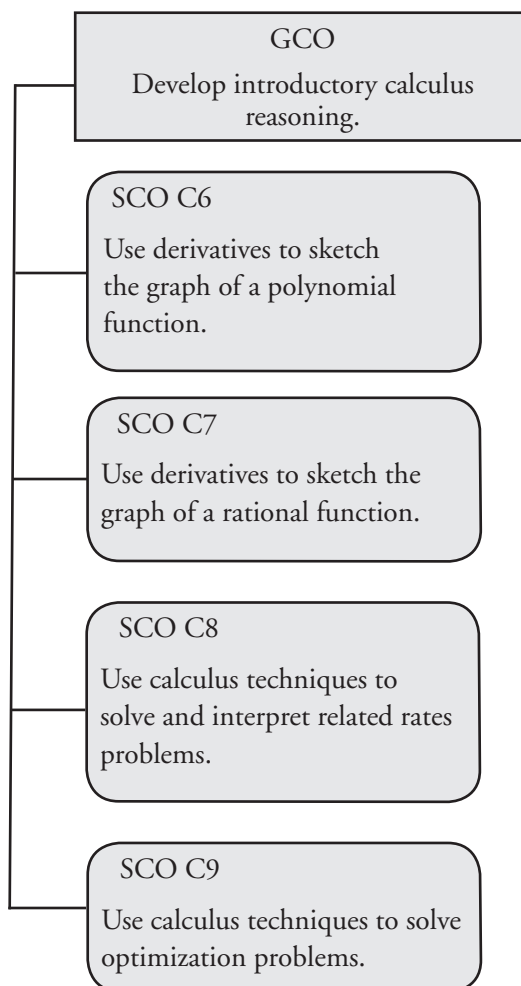 GCO
Develop introductory calculus
reasoning.
SCO C6
Use derivatives to sketch
the graph of a polynomial
function.
SCO C7
Use derivatives to sketch the
graph of a rational function.
SCO C8
Use calculus techniques to
solve and interpret related rates
problems.
SCO C9
Use calculus techniques to solve
optimization problems.